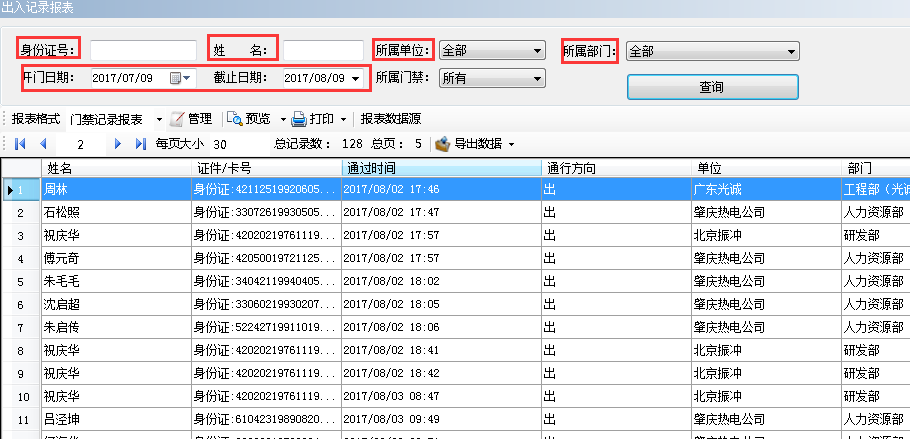 出入记录报表
身份证号： 姓　　名： 所属单位： 全部 所属部门： 全部
开门日期： 2017/07/09 截止日期： 2017/08/09 所属门禁： 所有 查询
报表格式 门禁记录报表 管理 预览 打印 报表数据源
2 每页大小 30 总记录数： 128 总页： 5 导出数据
姓名 证件/卡号 通过时间 通行方向 单位 部门
1 周林 身份证:42112519920605... 2017/08/02 17:46 出 广东光诚 工程部（光诚
2 石松照 身份证:33072619930505... 2017/08/02 17:47 出 肇庆热电公司 人力资源部
3 祝庆华 身份证:42020219761119... 2017/08/02 17:57 出 北京振冲 研发部
4 傅元奇 身份证:42050019721125... 2017/08/02 17:57 出 肇庆热电公司 人力资源部
5 朱毛毛 身份证:34042119940405... 2017/08/02 18:02 出 肇庆热电公司 人力资源部
6 沈启超 身份证:33060219930207... 2017/08/02 18:05 出 肇庆热电公司 人力资源部
7 朱启传 身份证:52242719911019... 2017/08/02 18:06 出 肇庆热电公司 人力资源部
8 祝庆华 身份证:42020219761119... 2017/08/02 18:41 出 北京振冲 研发部
9 祝庆华 身份证:42020219761119... 2017/08/02 18:42 出 北京振冲 研发部
10 祝庆华 身份证:42020219761119... 2017/08/03 08:47 出 北京振冲 研发部
11 吕泾坤 身份证:61042319890820... 2017/08/03 09:49 出 肇庆热电公司 人力资源部